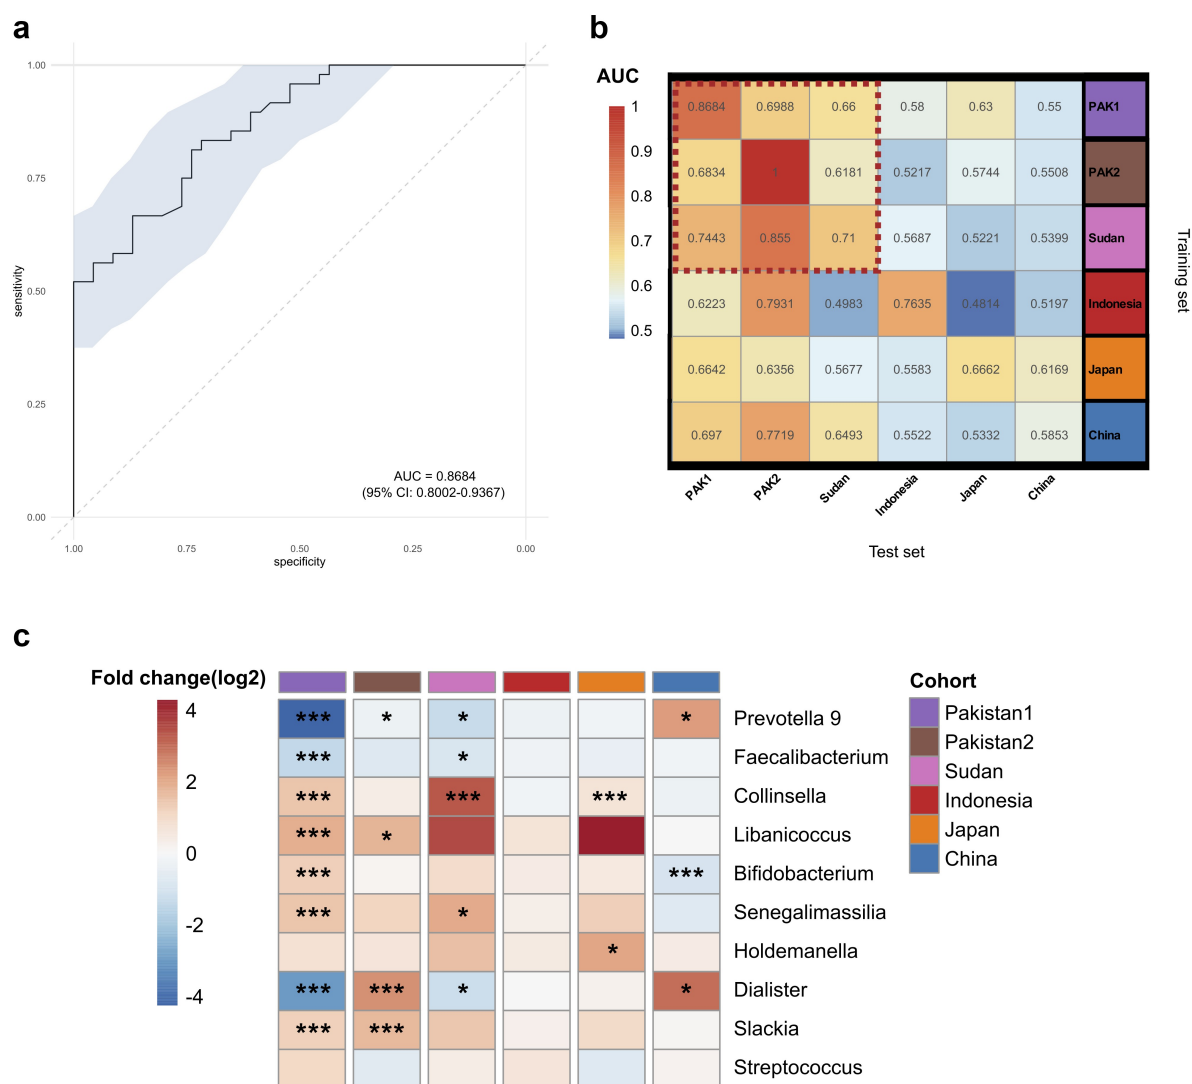 a
1.00
0.75
0.50
0.25
0.00
sensitivity
AUC = 0.8684
(95% CI: 0.8002-0.9367)
1.00 0.75 0.50 0.25 0.00
specificity
b
AUC
1
0.9
0.8
0.7
0.6
0.5
0.8684 0.6988 0.66 0.58 0.63 0.55 PAK1
0.6834 1 0.6181 0.5217 0.5744 0.5508 PAK2
0.7443 0.855 0.71 0.5687 0.5221 0.5399 Sudan
0.6223 0.7931 0.4983 0.7635 0.4814 0.5197 Indonesia
0.6642 0.6356 0.5677 0.5583 0.6662 0.6169 Japan
0.697 0.7719 0.6493 0.5522 0.5332 0.5853 China
PAK1 PAK2 Sudan Indonesia Japan China
Test set
Training set
c
Fold change(log2)
4
2
0
-2
-4
*** * * * Prevotella 9
*** * Faecalibacterium
*** *** *** Collinsella
*** * Libanicoccus
*** *** Bifidobacterium
*** * Senegalimassilia
* Holdemanella
*** *** * * Dialister
*** *** Slackia
Streptococcus
Cohort
Pakistan1
Pakistan2
Sudan
Indonesia
Japan
China